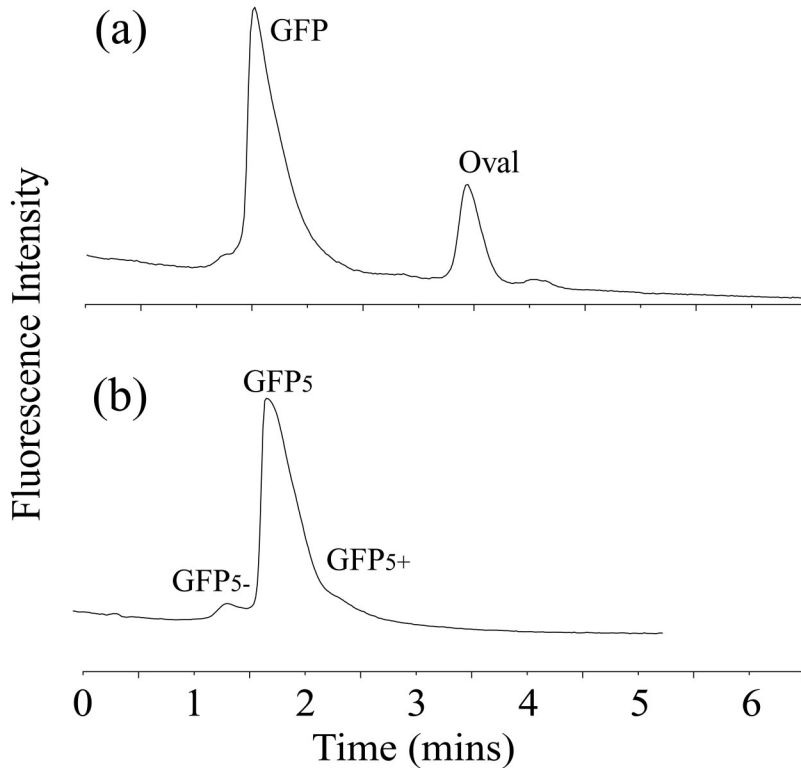 (a)
GFP
Oval
Fluorescence Intensity
(b)
GFP5
GFP5-
GFP5+
0 1 2 3 4 5 6
Time (mins)